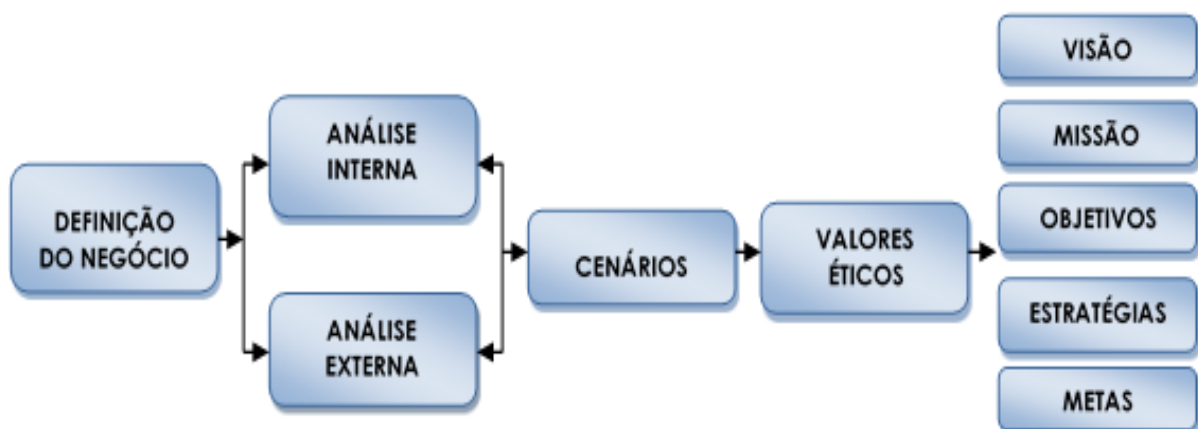 DEFINIÇÃO
DO NEGÓCIO
ANÁLISE
INTERNA
ANÁLISE
EXTERNA
CENÁRIOS
VALORES
ÉTICOS
VISÃO
MISSÃO
OBJETIVOS
ESTRATÉGIAS
METAS